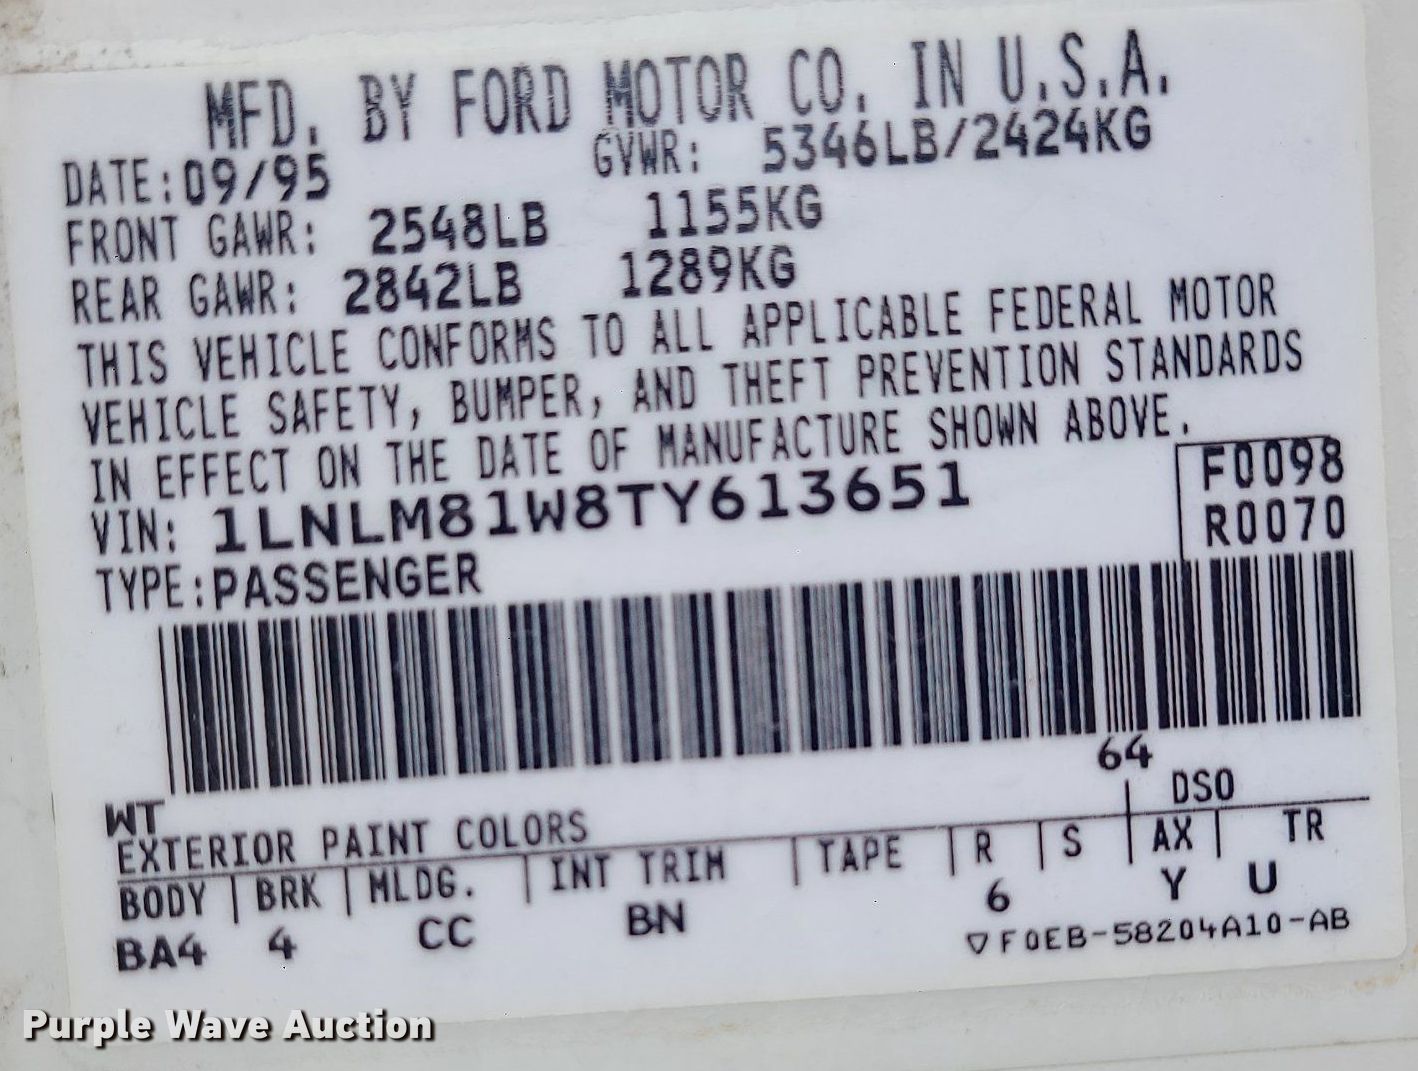 MFD. BY FORD MOTOR CO. IN U.S.A.
DATE:09/95 GVWR: 5346LB/2424KG
FRONT GAWR: 2548LB 1155KG
REAR GAWR: 2842LB 1289KG
THIS VEHICLE CONFORMS TO ALL APPLICABLE FEDERAL MOTOR
VEHICLE SAFETY, BUMPER, AND THEFT PREVENTION STANDARDS
IN EFFECT ON THE DATE OF MANUFACTURE SHOWN ABOVE.
VIN: 1LNLM81W8TY613651 F0098
TYPE:PASSENGER R0070
64
WT DSO
EXTERIOR PAINT COLORS
BODY BRK MLDG. INT TRIM TAPE R S AX TR
BA4 4 CC BN 6 Y U
▽F0EB-58204A10-AB
Purple Wave Auction